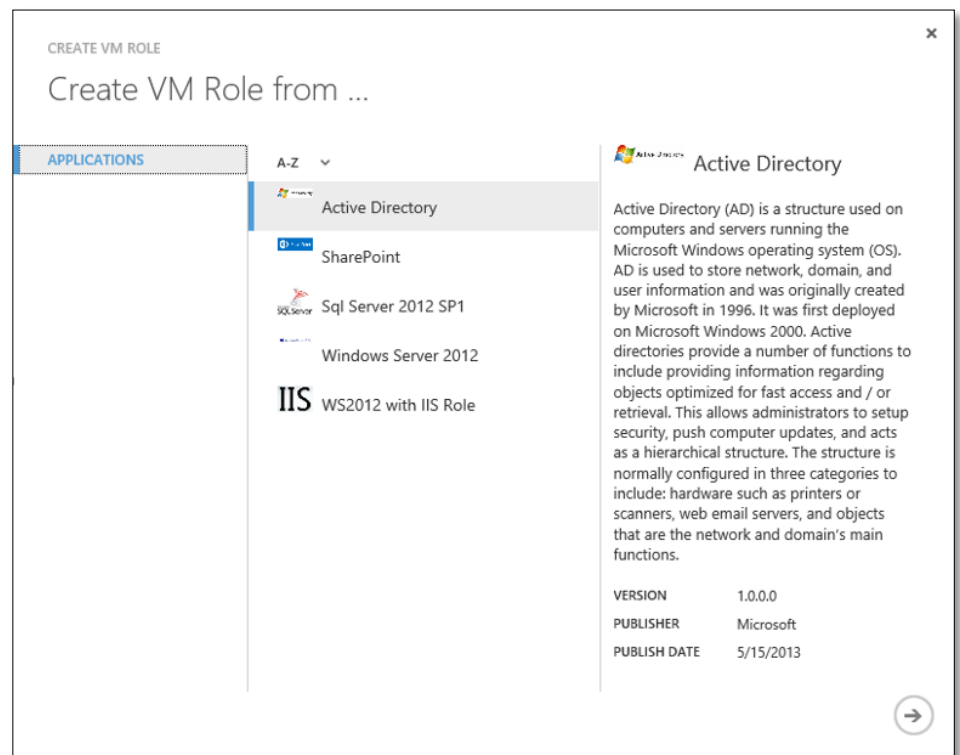 CREATE VM ROLE
Create VM Role from ...
APPLICATIONS
A-Z
Active Directory
SharePoint
SQL Server
Sql Server 2012 SP1
Windows Server 2012
IIS
WS2012 with IIS Role
Active Directory
Active Directory
Active Directory (AD) is a structure used on
computers and servers running the
Microsoft Windows operating system (OS).
AD is used to store network, domain, and
user information and was originally created
by Microsoft in 1996. It was first deployed
on Microsoft Windows 2000. Active
directories provide a number of functions to
include providing information regarding
objects optimized for fast access and / or
retrieval. This allows administrators to setup
security, push computer updates, and acts
as a hierarchical structure. The structure is
normally configured in three categories to
include: hardware such as printers or
scanners, web email servers, and objects
that are the network and domain's main
functions.
VERSION 1.0.0.0
PUBLISHER Microsoft
PUBLISH DATE 5/15/2013